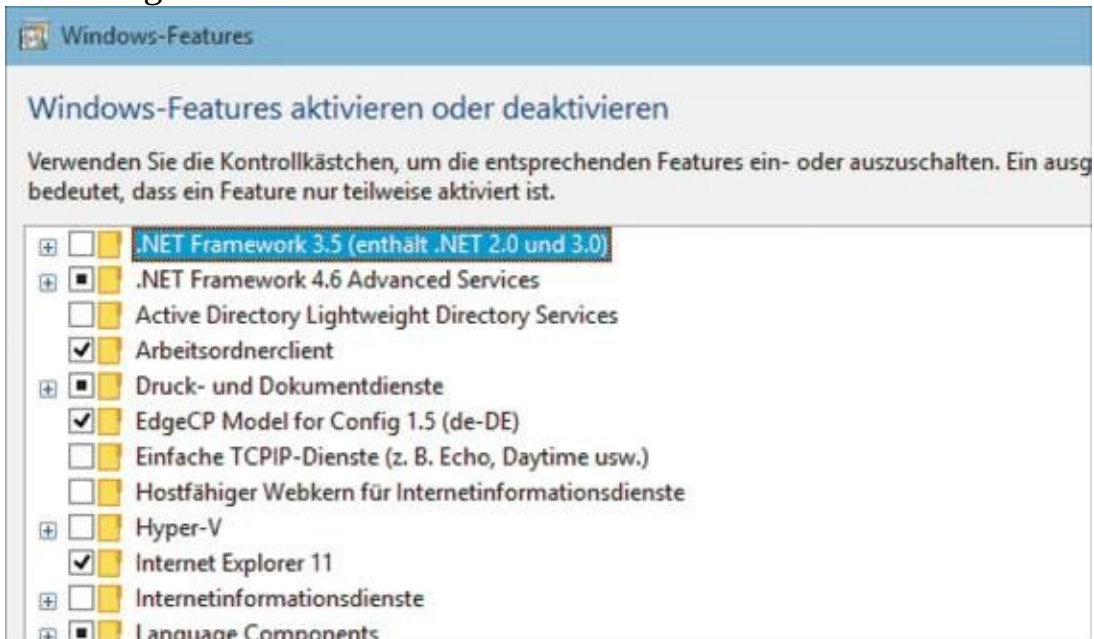 Windows-Features
Windows-Features aktivieren oder deaktivieren
Verwenden Sie die Kontrollkästchen, um die entsprechenden Features ein- oder auszuschalten. Ein ausg
bedeutet, dass ein Feature nur teilweise aktiviert ist.
.NET Framework 3.5 (enthält .NET 2.0 und 3.0)
.NET Framework 4.6 Advanced Services
Active Directory Lightweight Directory Services
Arbeitsordnerclient
Druck- und Dokumentdienste
EdgeCP Model for Config 1.5 (de-DE)
Einfache TCPIP-Dienste (z. B. Echo, Daytime usw.)
Hostfähiger Webkern für Internetinformationsdienste
Hyper-V
Internet Explorer 11
Internetinformationsdienste
Language Components